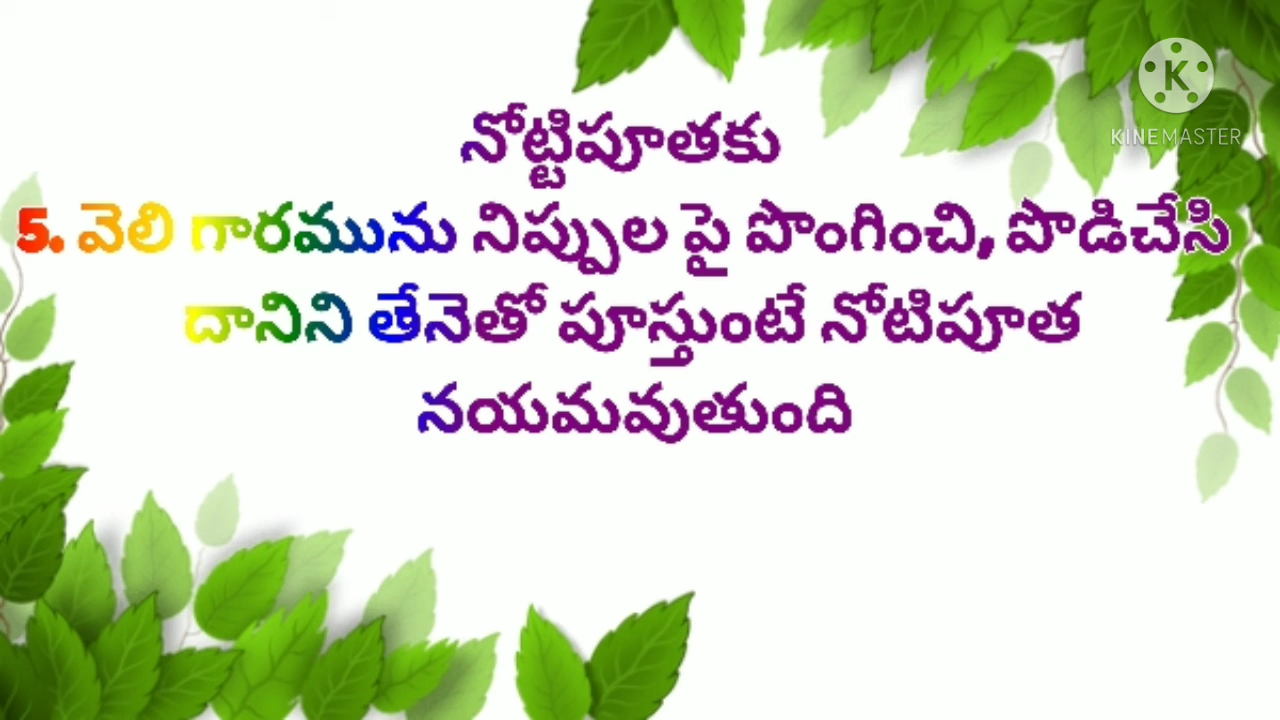 నోట్టిపూతకు
5. వెలి గారమును నిప్పుల పై పొంగించి, పొడిచేసి
దానిని తేనెతో పూస్తుంటే నోటిపూత
నయమవుతుంది
K
KINEMASTER